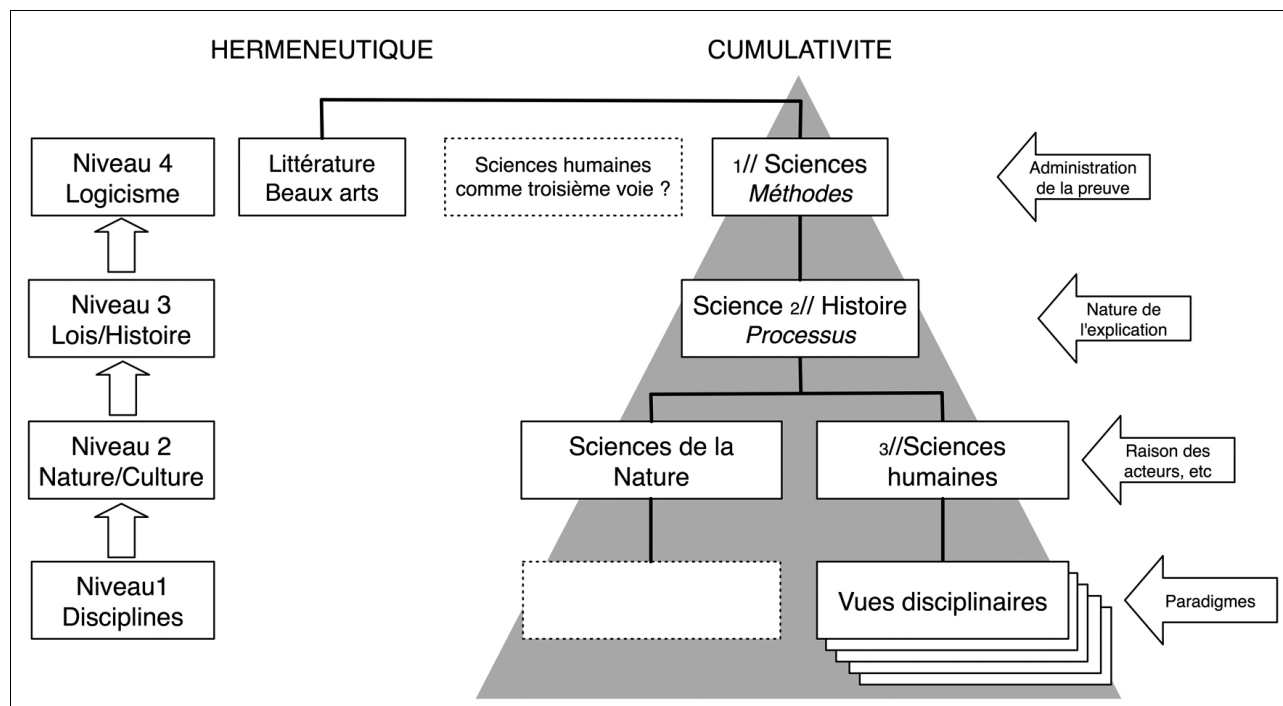 HERMENEUTIQUE
CUMULATIVITE
Niveau 4
Logicisme
Littérature
Beaux arts
Sciences humaines
comme troisième voie ?
1// Sciences
Méthodes
Administration
de la preuve
Niveau 3
Lois/Histoire
Science 2// Histoire
Processus
Nature de
l'explication
Niveau 2
Nature/Culture
Sciences de la
Nature
3//Sciences
humaines
Raison des
acteurs, etc
Niveau1
Disciplines
Vues disciplinaires
Paradigmes